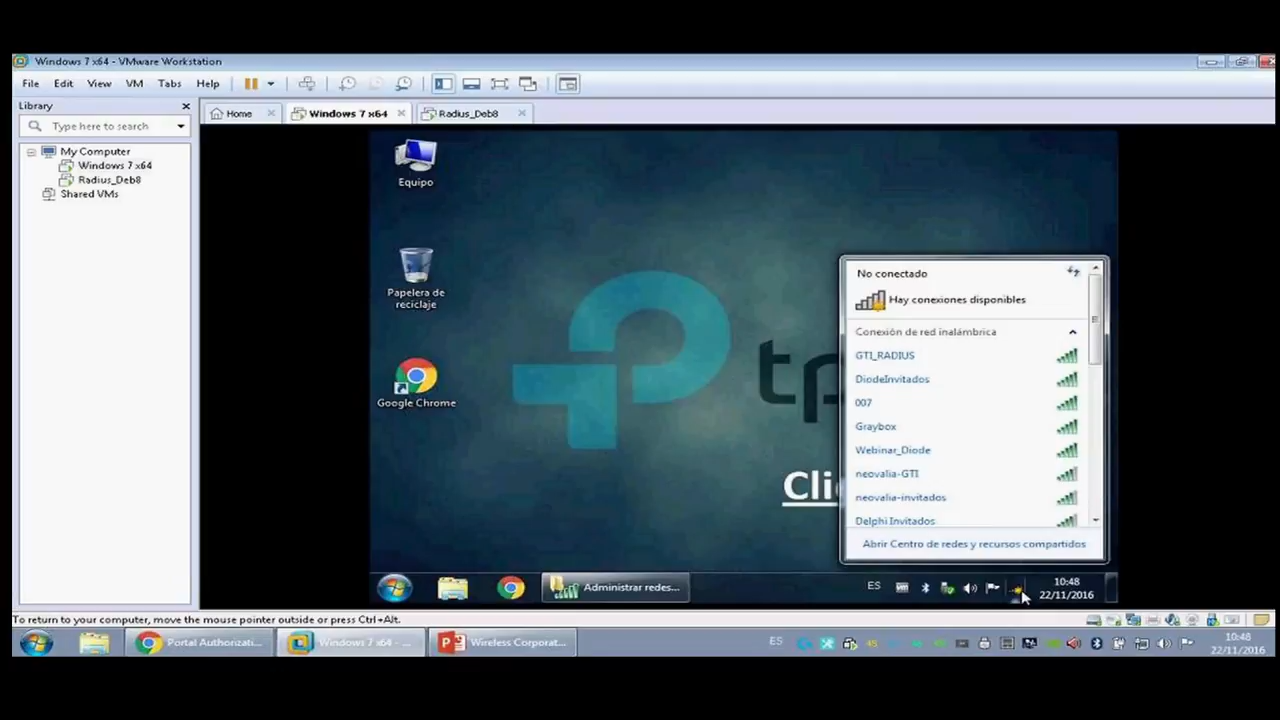 Windows 7 x64 - VMware Workstation
File Edit View VM Tabs Help
Library
Type here to search
Home
Windows 7 x64
Radius_Deb8
My Computer
Windows 7 x64
Radius_Deb8
Shared VMs
Equipo
Papelera de
reciclaje
Google Chrome
tp
Cli
No conectado
Hay conexiones disponibles
Conexión de red inalámbrica
GTI_RADIUS
DiodeInvitados
007
Graybox
Webinar_Diode
neovalia-GTI
neovalia-invitados
Delphi Invitados
Abrir Centro de redes y recursos compartidos
Administrar redes...
ES
10:48
22/11/2016
To return to your computer, move the mouse pointer outside or press Ctrl+Alt.
Portal Authorizati...
Windows 7 x64 - ...
Wireless Corporat...
ES
10:48
22/11/2016